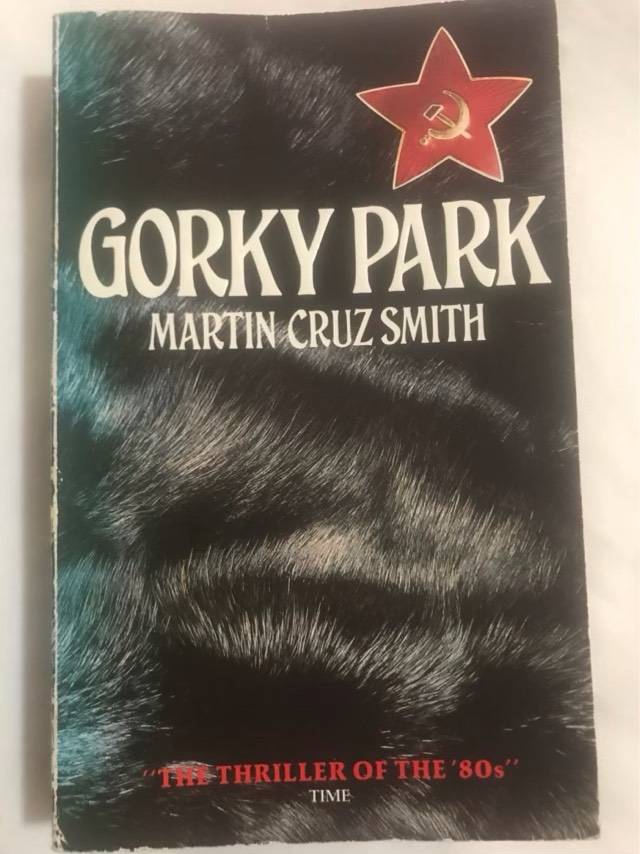 GORKY PARK
MARTIN CRUZ SMITH
"THE THRILLER OF THE '80s"
TIME